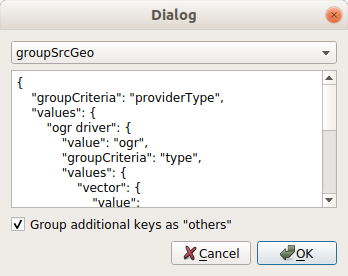 Dialog
groupSrcGeo
{
"groupCriteria": "providerType",
"values": {
"ogr driver": {
"value": "ogr",
"groupCriteria": "type",
"values": {
"vector": {
"value":
Group additional keys as "others"
Cancel
OK